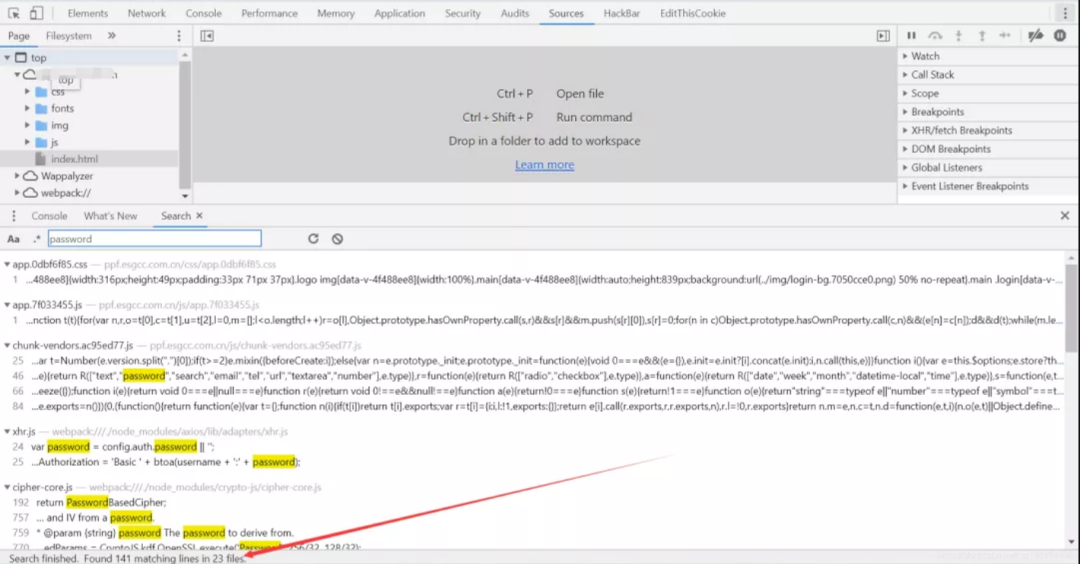 Elements Network Console Performance Memory Application Security Audits Sources HackBar EditThisCookie
Page Filesystem »
top
top
css
fonts
img
js
index.html
Wappalyzer
webpack://
Ctrl + P Open file
Ctrl + Shift + P Run command
Drop in a folder to add to workspace
Learn more
Watch
Call Stack
Scope
Breakpoints
XHR/fetch Breakpoints
DOM Breakpoints
Global Listeners
Event Listener Breakpoints
Console What's New Search ×
Aa .* password
app.0dbf6f85.css — ppf.esgcc.com.cn/css/app.0dbf6f85.css
1 ...488ee8]{width:316px;height:49px;padding:33px 71px 37px}.logo img[data-v-4f488ee8]{width:100%}.main[data-v-4f488ee8]{width:auto;height:839px;background:url(../img/login-bg.7050cce0.png) 50% no-repeat}.main .login[data-v-...
app.7f033455.js — ppf.esgcc.com.cn/js/app.7f033455.js
1 ...nction t(t){for(var n,r,o=t[0],c=t[1],u=t[2],l=0,m=[];l<o.length;l++)r=o[l],Object.prototype.hasOwnProperty.call(s,r)&&s[r]&&m.push(s[r][0]),s[r]=0;for(n in c)Object.prototype.hasOwnProperty.call(c,n)&&(e[n]=c[n]);d&&d(t);while(m.le...
chunk-vendors.ac95ed77.js — ppf.esgcc.com.cn/js/chunk-vendors.ac95ed77.js
25 ...ar t=Number(e.version.split(".")[0]);if(t>=2)e.mixin({beforeCreate:i});else{var n=e.prototype._init;e.prototype._init=function(e){void 0===e&&(e={}),e.init=e.init?[i].concat(e.init):i,n.call(this,e)}}function i(){var e=this.$options;e.store?th...
46 ...e){return R(["text","password","search","email","tel","url","textarea","number"],e.type)},r=function(e){return R(["radio","checkbox"],e.type)},a=function(e){return R(["date","week","month","datetime-local","time"],e.type)},s=function(e,t...
66 ...eeze({});function i(e){return void 0===e||null===e}function r(e){return void 0!==e&&null!==e}function a(e){return!0===e}function s(e){return!1===e}function o(e){return"string"===typeof e||"number"===typeof e||"symbol"===t...
84 ...e.exports=n()})(0,(function(){return function(e){var t={};function n(i){if(t[i])return t[i].exports;var r=t[i]={i:i,l:!1,exports:{}};return e[i].call(r.exports,r,r.exports,n),r.l=!0,r.exports}return n.m=e,n.c=t,n.d=function(e,t,i){n.o(e,t)||Object.define...
xhr.js — webpack:///./node_modules/axios/lib/adapters/xhr.js
24 var password = config.auth.password || '';
25 ...Authorization = 'Basic ' + btoa(username + ':' + password);
cipher-core.js — webpack:///./node_modules/crypto-js/cipher-core.js
192 return PasswordBasedCipher;
757 ... and IV from a password.
759 * @param {string} password The password to derive from.
770
Search finished. Found 141 matching lines in 23 files.